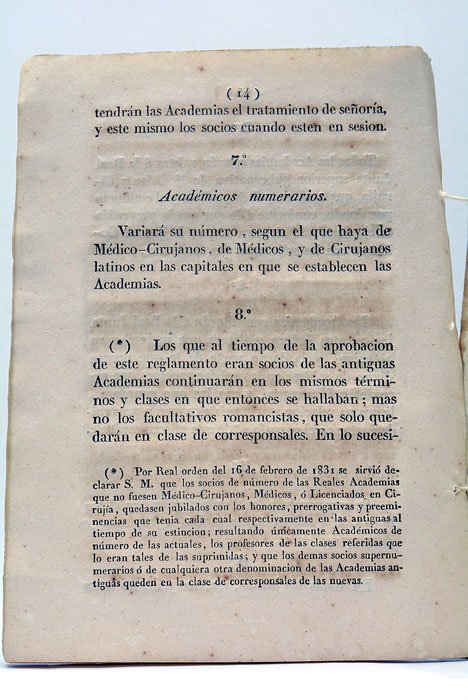 (14)
tendrán las Academias el tratamiento de señoría,
y este mismo los socios cuando esten en sesion.
7.º
Académicos numerarios.
Variará su número, segun el que haya de
Médico-Cirujanos, de Médicos, y de Cirujanos
latinos en las capitales en que se establecen las
Academias.
8.º
(*) Los que al tiempo de la aprobacion
de este reglamento eran socios de las antiguas
Academias continuarán en los mismos térmi-
nos y clases en que entonces se hallaban; mas
no los facultativos romancistas, que solo que-
darán en clase de corresponsales. En lo sucesi-
(*) Por Real orden del 16 de febrero de 1831 se sirvió de-
clarar S. M. que los socios de número de las Reales Academias
que no fuesen Médico-Cirujanos, Médicos, ó Licenciados en Ci-
rujía, quedasen jubilados con los honores, prerrogativas y preemi-
nencias que tenia cada cual respectivamente en las antiguas al
tiempo de su estincion; resultando únicamente Académicos de
número de las actuales, los profesores de las clases referidas que
lo eran tales de las suprimidas; y que los demas socios supernu-
merarios ó de cualquiera otra denominacion de las Academias an-
tiguas queden en la clase de corresponsales de las nuevas.